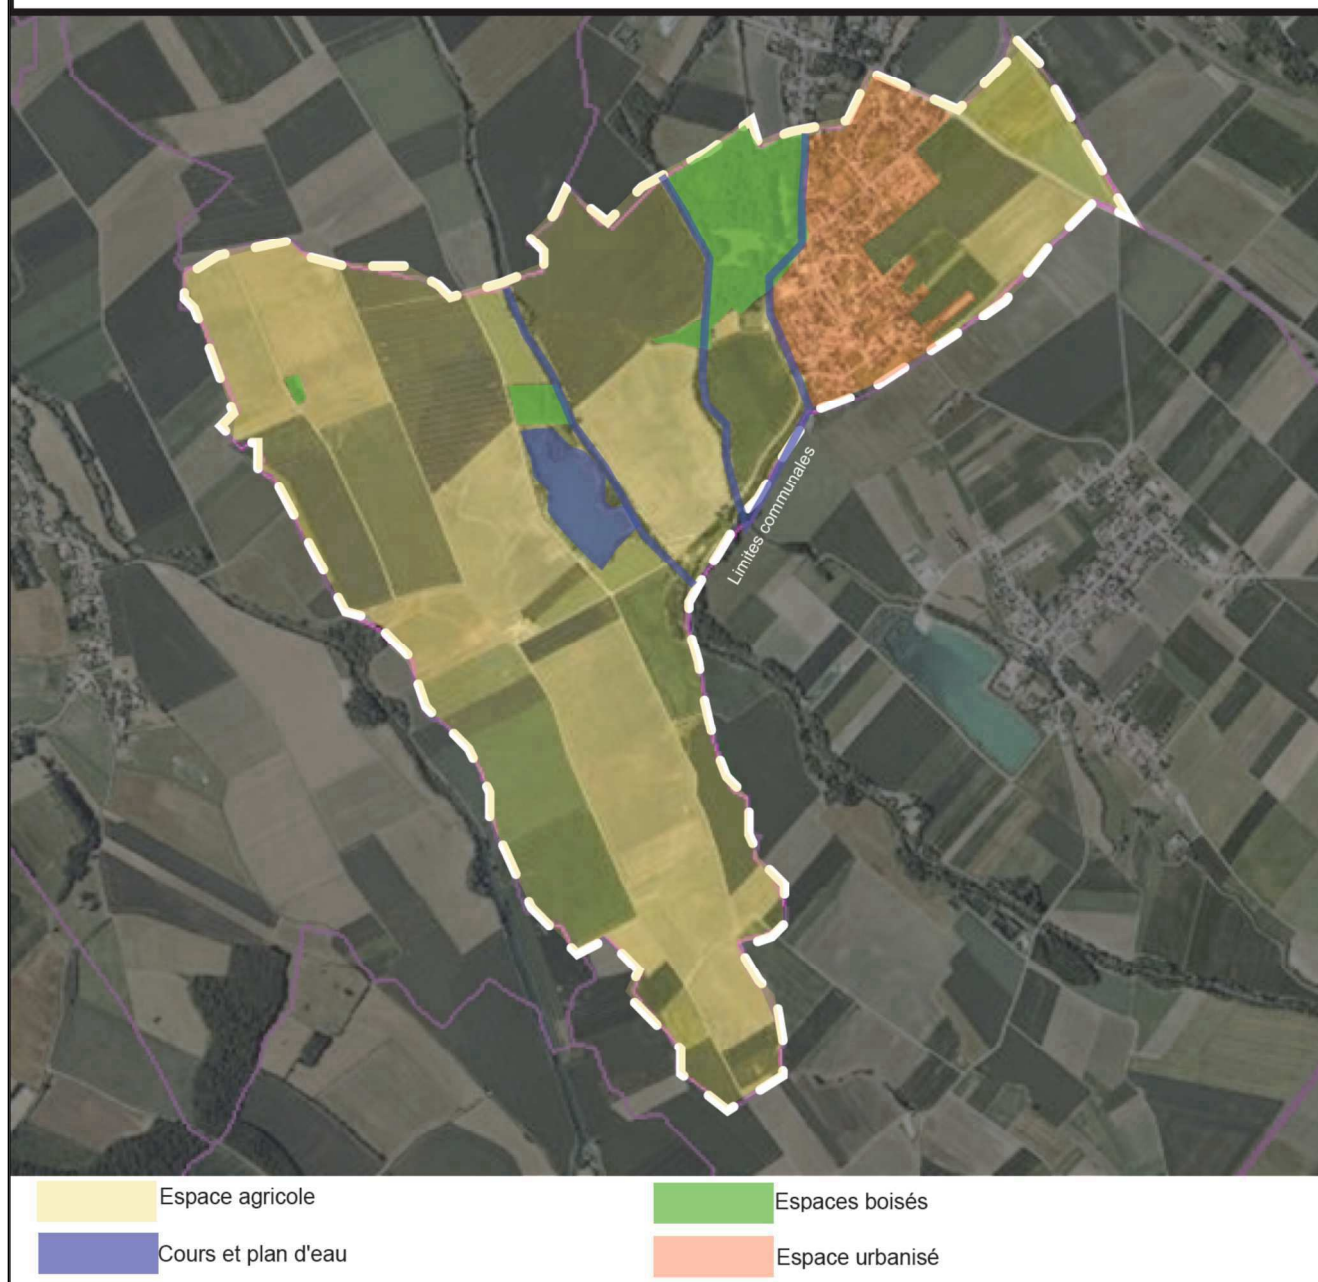 Limites communales
Espace agricole
Espaces boisés
Cours et plan d'eau
Espace urbanisé